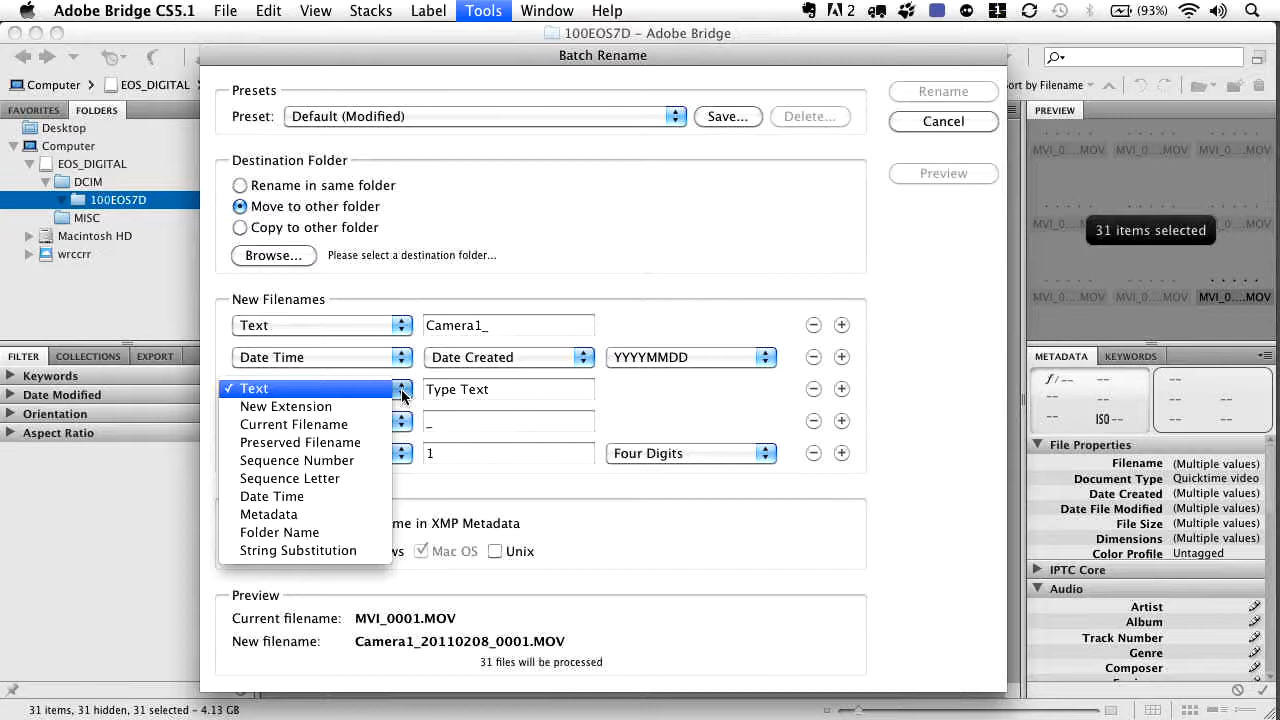 Adobe Bridge CS5.1 File Edit View Stacks Label Tools Window Help 2 1 (93%)
100EOS7D – Adobe Bridge
Batch Rename
Computer EOS_DIGITAL
ort by Filename
FAVORITES FOLDERS
Desktop
Computer
EOS_DIGITAL
DCIM
100EOS7D
MISC
Macintosh HD
wrccrr
FILTER COLLECTIONS EXPORT
Keywords
Date Modified
Orientation
Aspect Ratio
Presets
Preset: Default (Modified) Save... Delete...
Rename
Cancel
Preview
Destination Folder
Rename in same folder
Move to other folder
Copy to other folder
Browse... Please select a destination folder...
New Filenames
Text Camera1_
Date Time Date Created YYYYMMDD
Type Text
_
1 Four Digits
✓ Text
New Extension
Current Filename
Preserved Filename
Sequence Number
Sequence Letter
Date Time
Metadata
Folder Name
String Substitution
me in XMP Metadata
ws Mac OS Unix
Preview
Current filename: MVI_0001.MOV
New filename: Camera1_20110208_0001.MOV
31 files will be processed
PREVIEW
MVI_0....MOV MVI_0....MOV MVI_0....MOV
MVI_0....MOV MVI_0....MOV MVI_0....MOV
31 items selected
MVI_0....MOV MVI_0....MOV MVI_0....MOV
METADATA KEYWORDS
f/-- --
-- --
-- ISO --
-- --
--
-- --
File Properties
Filename (Multiple values)
Document Type Quicktime video
Date Created (Multiple values)
Date File Modified (Multiple values)
File Size (Multiple values)
Dimensions (Multiple values)
Color Profile Untagged
IPTC Core
Audio
Artist
Album
Track Number
Genre
Composer
31 items, 31 hidden, 31 selected - 4.13 GB